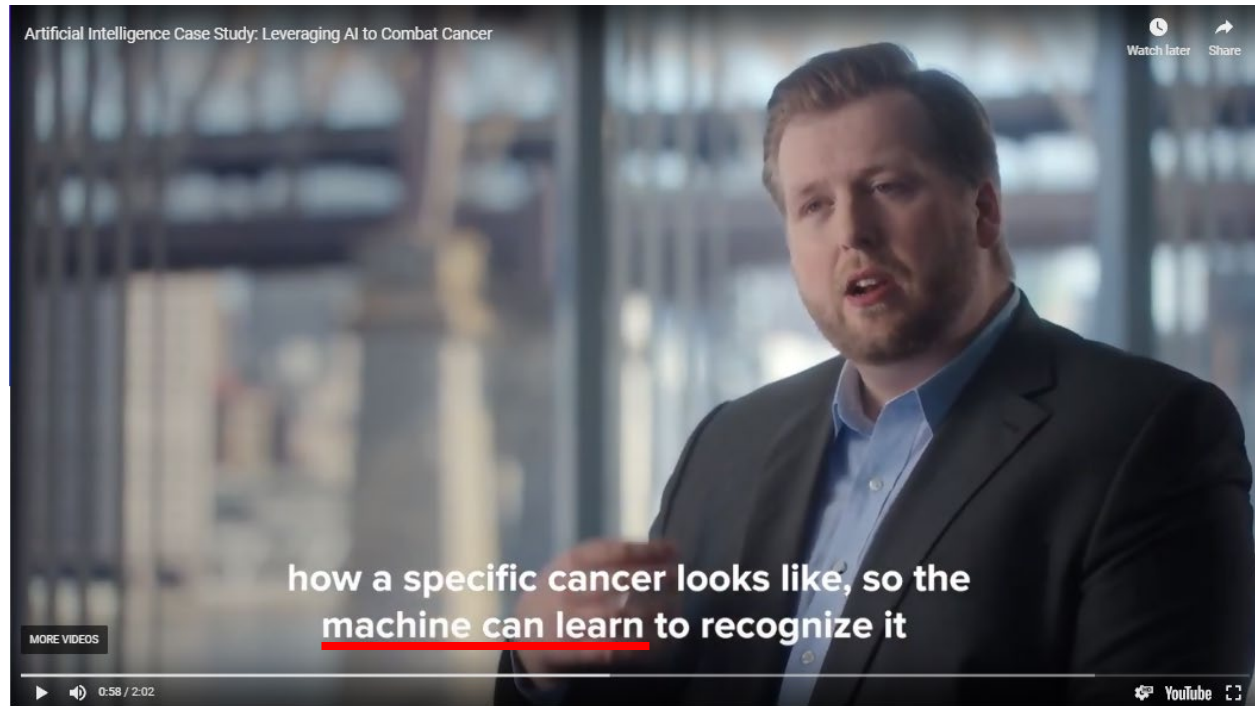 Artificial Intelligence Case Study: Leveraging AI to Combat Cancer
Watch later
Share
how a specific cancer looks like, so the
machine can learn to recognize it
MORE VIDEOS
0:58 / 2:02
YouTube